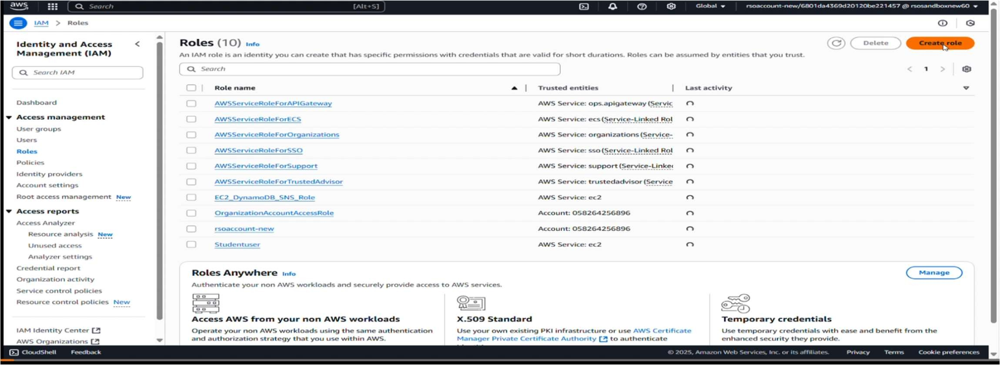 aws
Search [Alt+S]
Global
rsoaccount-new/6801da4369d20120be221457 @ rsosandboxnew60
IAM > Roles
Identity and Access
Management (IAM)
Search IAM
Dashboard
Access management
User groups
Users
Roles
Policies
Identity providers
Account settings
Root access management New
Access reports
Access Analyzer
Resource analysis New
Unused access
Analyzer settings
Credential report
Organization activity
Service control policies
Resource control policies New
IAM Identity Center
AWS Organizations
Roles (10) Info
Delete
Create role
An IAM role is an identity you can create that has specific permissions with credentials that are valid for short durations. Roles can be assumed by entities that you trust.
Search
1
Role name Trusted entities Last activity
AWSServiceRoleForAPIGateway AWS Service: ops.apigateway (Servic
AWSServiceRoleForECS AWS Service: ecs (Service-Linked Rol
AWSServiceRoleForOrganizations AWS Service: organizations (Service-
AWSServiceRoleForSSO AWS Service: sso (Service-Linked Rol
AWSServiceRoleForSupport AWS Service: support (Service-Linke
AWSServiceRoleForTrustedAdvisor AWS Service: trustedadvisor (Service
EC2_DynamoDB_SNS_Role AWS Service: ec2
OrganizationAccountAccessRole Account: 058264256896
rsoaccount-new Account: 058264256896
Studentuser AWS Service: ec2
Roles Anywhere Info
Manage
Authenticate your non AWS workloads and securely provide access to AWS services.
Access AWS from your non AWS workloads
Operate your non AWS workloads using the same authentication
and authorization strategy that you use within AWS.
X.509 Standard
Use your own existing PKI infrastructure or use AWS Certificate
Manager Private Certificate Authority to authenticate
Temporary credentials
Use temporary credentials with ease and benefit from the
enhanced security they provide.
CloudShell Feedback
© 2025, Amazon Web Services, Inc. or its affiliates. Privacy Terms Cookie preferences